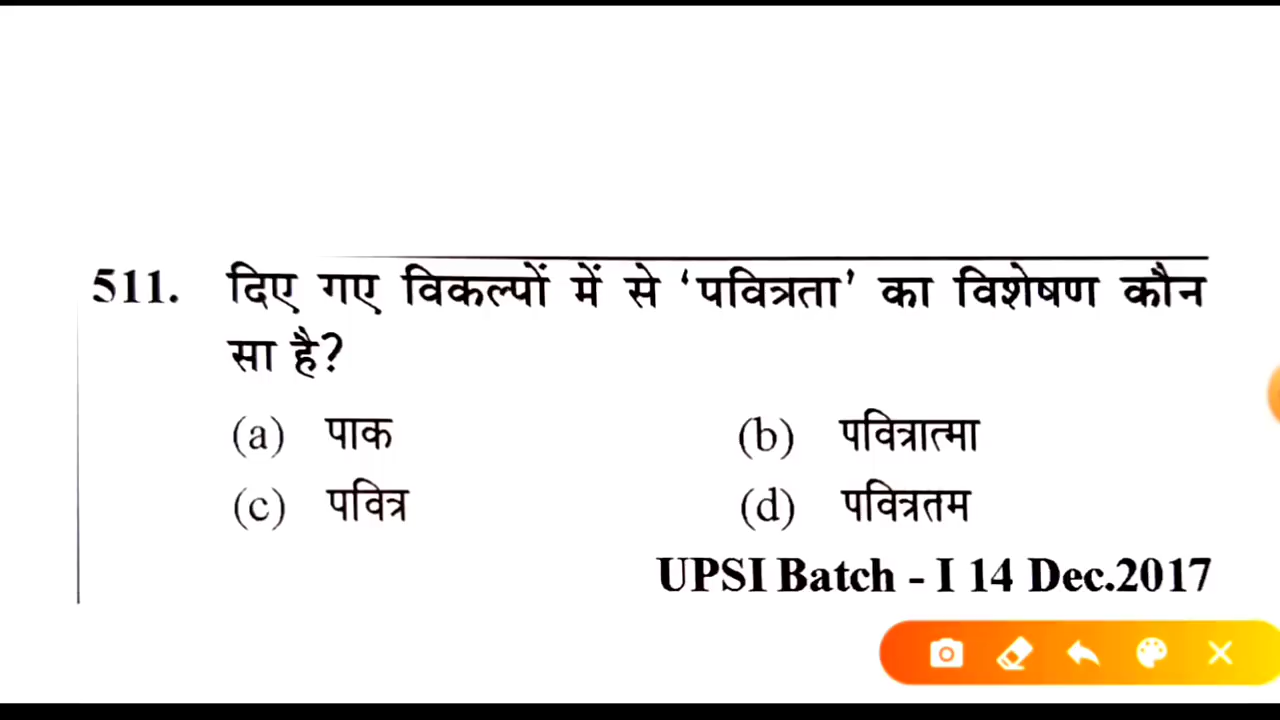 511. दिए गए विकल्पों में से ‘पवित्रता’ का विशेषण कौन
सा है?
(a) पाक (b) पवित्रात्मा
(c) पवित्र (d) पवित्रतम
UPSI Batch - I 14 Dec.2017